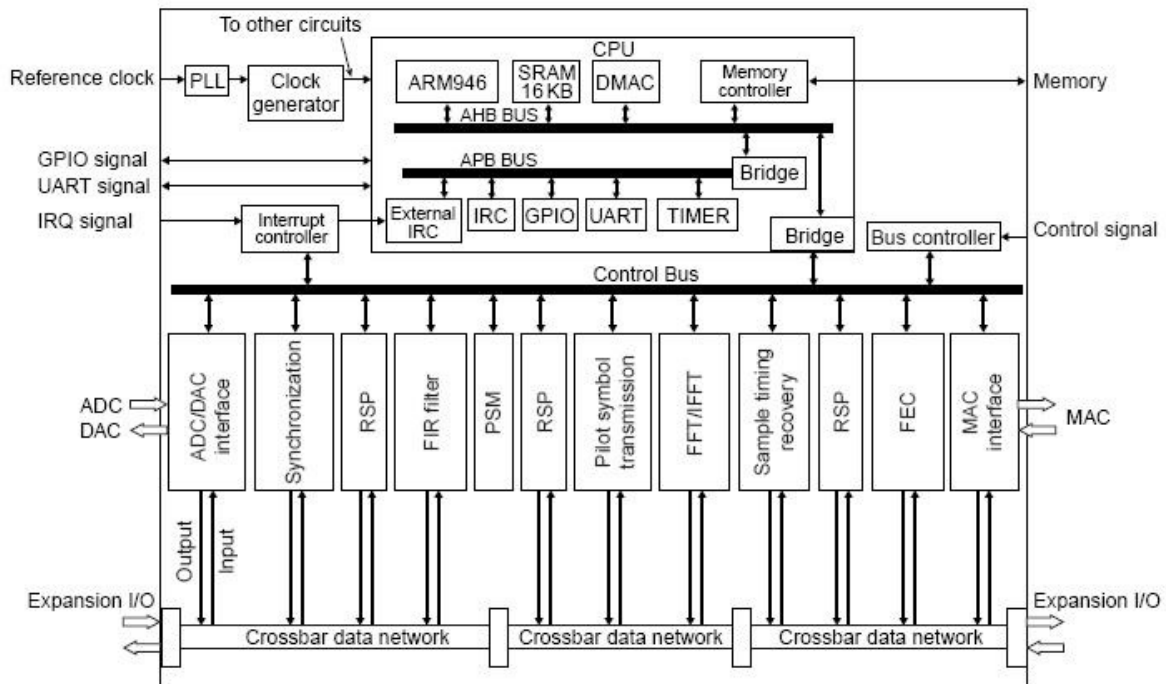 To other circuits
CPU
Reference clock
PLL
Clock
generator
ARM946
SRAM
16 KB
DMAC
Memory
controller
Memory
AHB BUS
GPIO signal
UART signal
APB BUS
Bridge
IRQ signal
Interrupt
controller
External
IRC
IRC
GPIO
UART
TIMER
Bridge
Bus controller
Control signal
Control Bus
ADC
DAC
ADC/DAC
interface
Synchronization
RSP
FIR filter
PSM
RSP
Pilot symbol
transmission
FFT/IFFT
Sample timing
recovery
RSP
FEC
MAC
interface
MAC
Output
Input
Expansion I/O
Expansion I/O
Crossbar data network
Crossbar data network
Crossbar data network